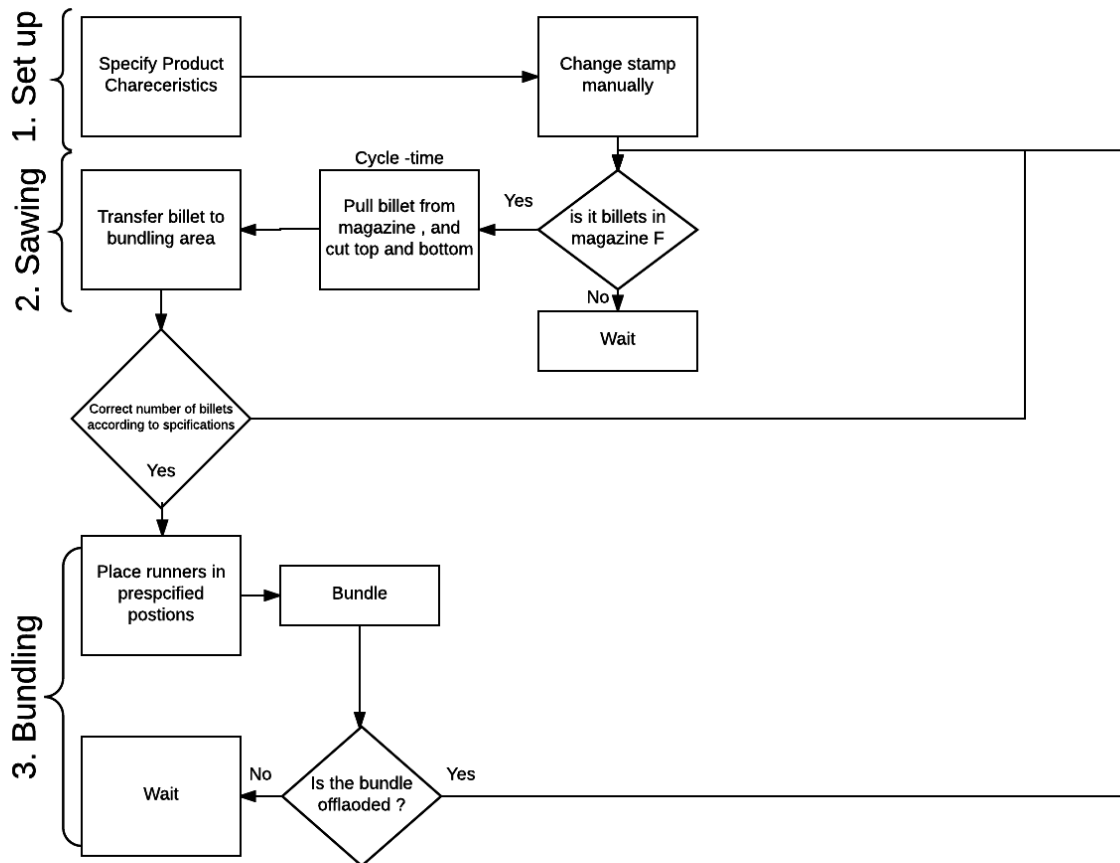 1. Set up
Specify Product
Chareceristics
Change stamp
manually
2. Sawing
Transfer billet to
bundling area
Cycle -time
Pull billet from
magazine , and
cut top and bottom
Yes
is it billets in
magazine F
No
Wait
Correct number of billets
according to spcifications
Yes
3. Bundling
Place runners in
prespcified
postions
Bundle
Wait
No
Is the bundle
offlaoded ?
Yes